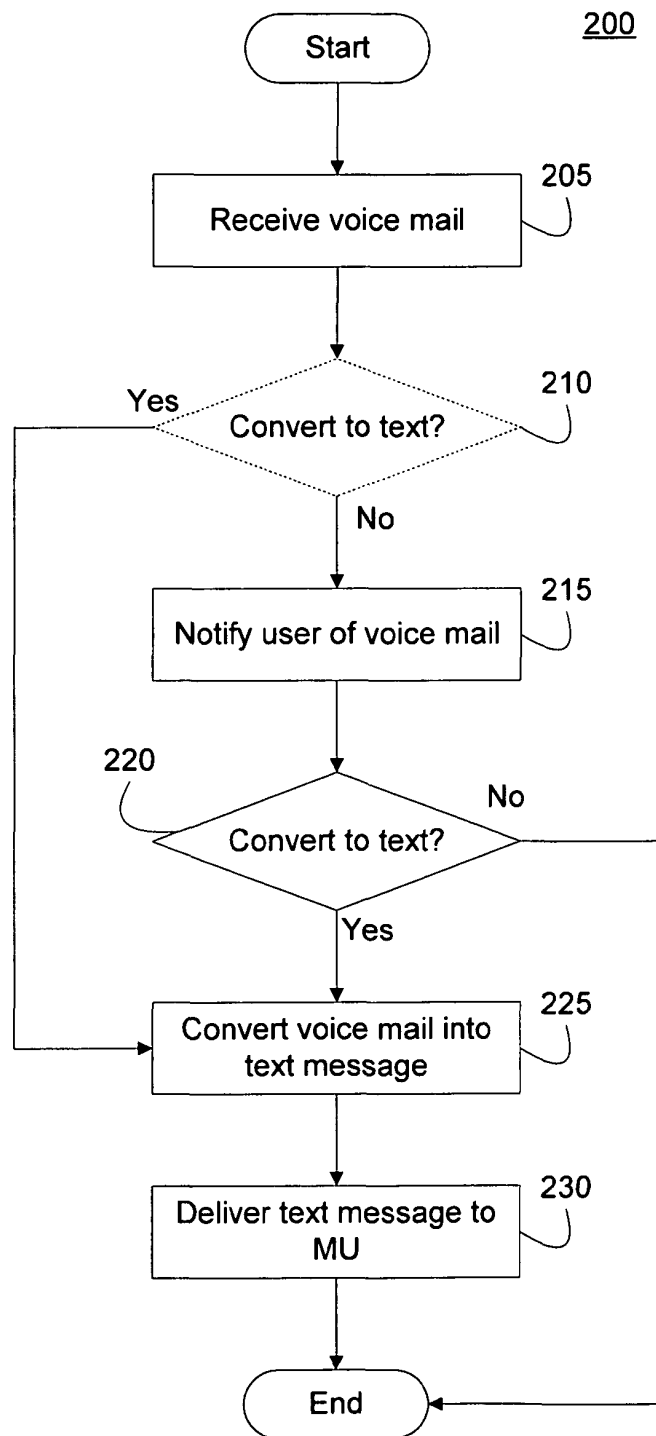 200
Start
205
Receive voice mail
210
Yes
Convert to text?
No
215
Notify user of voice mail
220
No
Convert to text?
Yes
225
Convert voice mail into
text message
230
Deliver text message to
MU
End